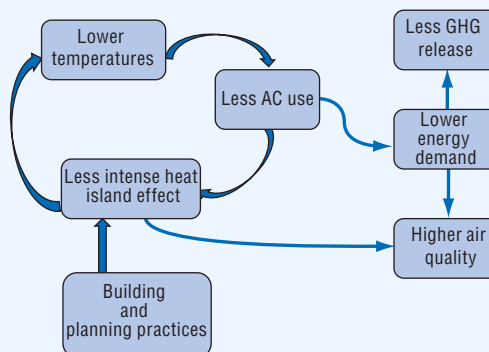 Lower
temperatures
Less AC use
Less GHG
release
Lower
energy
demand
Less intense heat
island effect
Higher air
quality
Building
and
planning practices